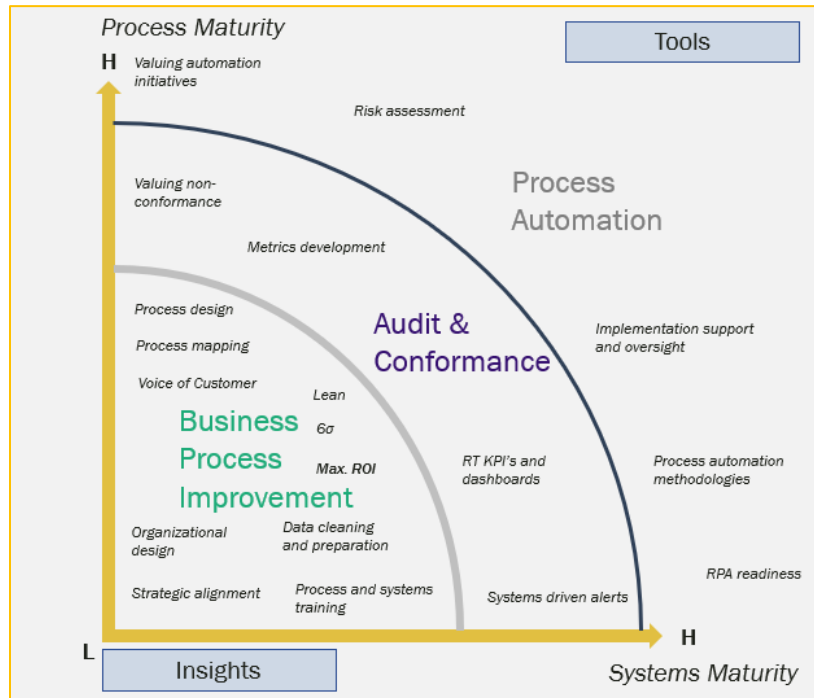 Process Maturity
Tools
H
Valuing automation
initiatives
Risk assessment
Valuing non-
conformance
Process
Automation
Metrics development
Process design
Audit &
Conformance
Implementation support
and oversight
Process mapping
Voice of Customer
Lean
Business
Process
Improvement
6σ
Max. ROI
RT KPI's and
dashboards
Process automation
methodologies
Organizational
design
Data cleaning
and preparation
RPA readiness
Strategic alignment
Process and systems
training
Systems driven alerts
L
H
Insights
Systems Maturity